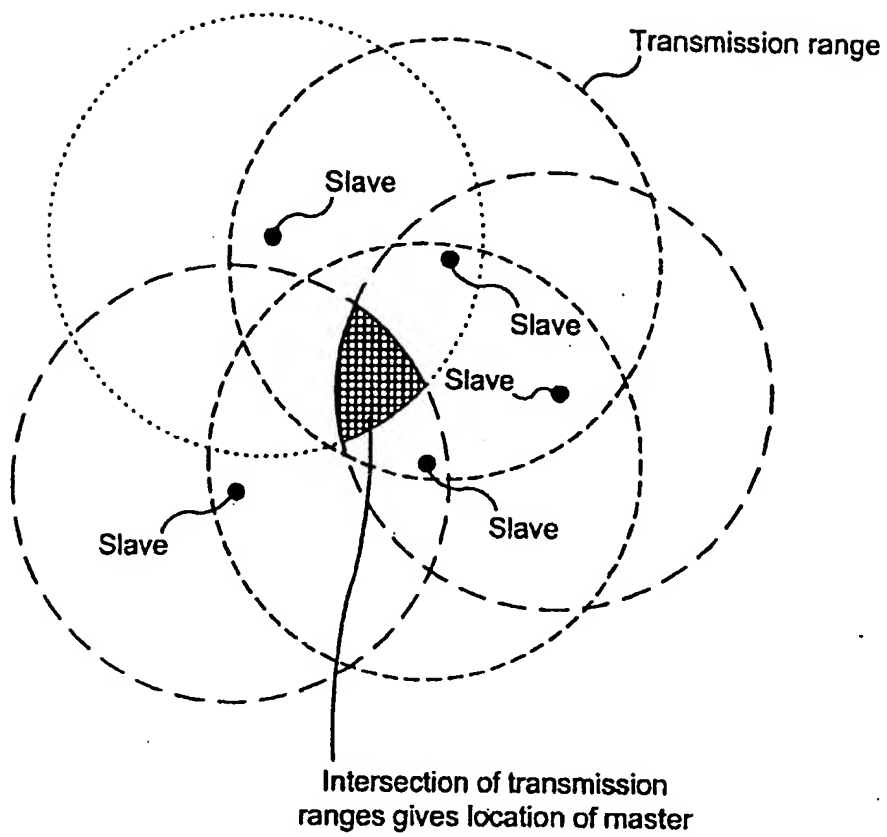 Transmission range
Slave
Slave
Slave
Slave
Slave
Intersection of transmission
ranges gives location of master